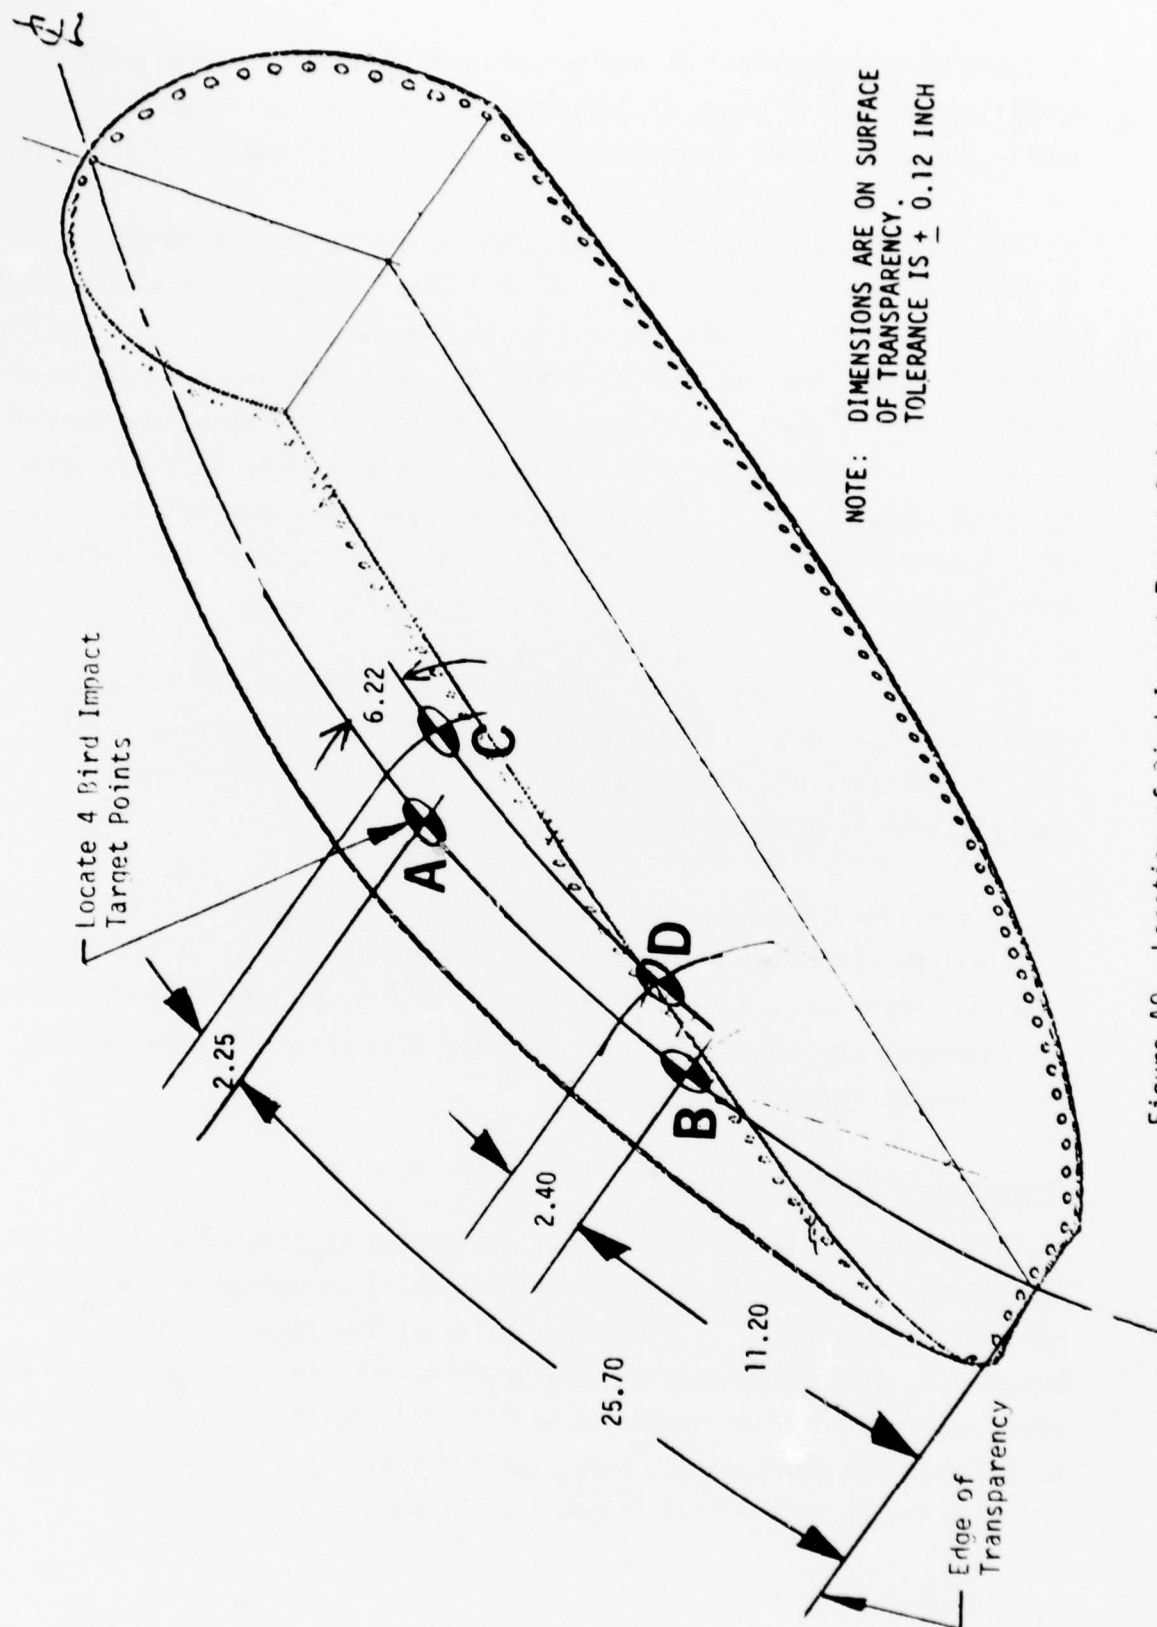 Locate 4 Bird Impact
Target Points
6.22
2.25
2.40
11.20
25.70
A
B
C
D
Edge of
Transparency
NOTE: DIMENSIONS ARE ON SURFACE
OF TRANSPARENCY.
TOLERANCE IS ± 0.12 INCH